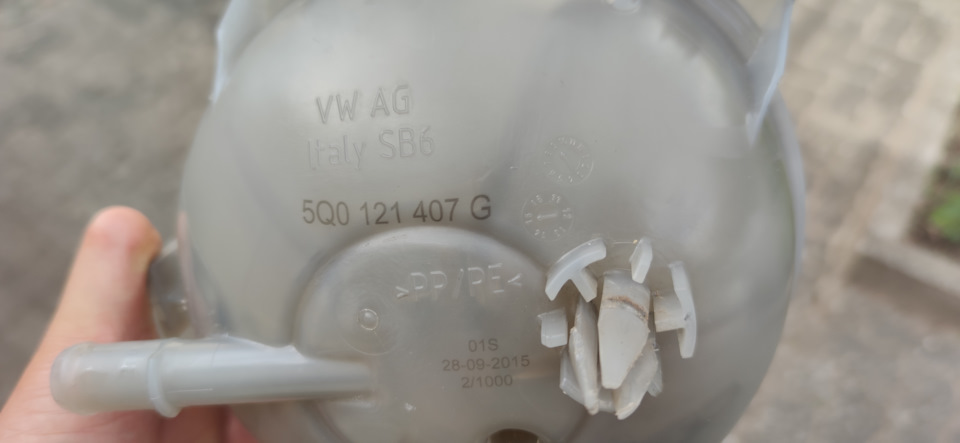 VW AG
Italy SB6
5Q0 121 407 G
>PP/PE<
01S
28-09-2015
2/1000